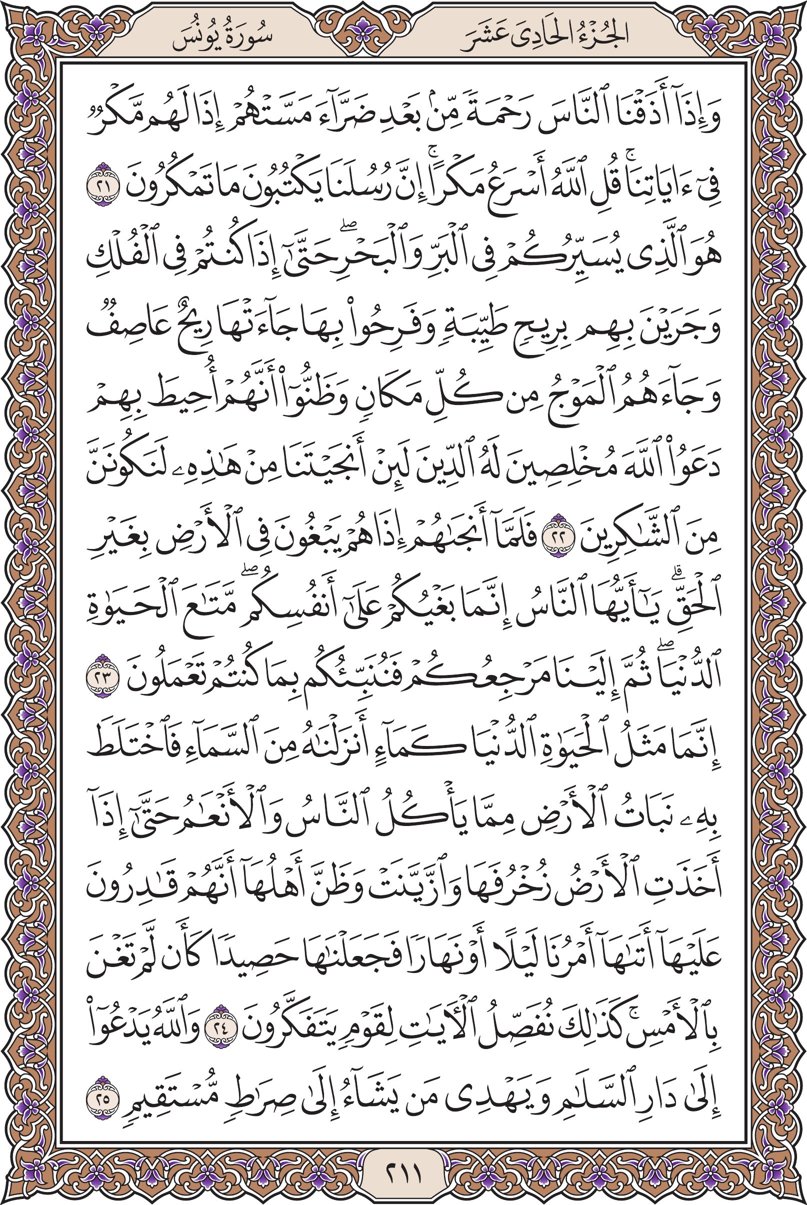 الجُزْءُ الحَادِىَ عَشَرَ
سُورَةُ يُونُسَ
وَإِذَآ أَذَقْنَا ٱلنَّاسَ رَحْمَةً مِّنۢ بَعْدِ ضَرَّآءَ مَسَّتْهُمْ إِذَا لَهُم مَّكْرٌ
فِىٓ ءَايَاتِنَاۚ قُلِ ٱللَّهُ أَسْرَعُ مَكْرًاۚ إِنَّ رُسُلَنَا يَكْتُبُونَ مَا تَمْكُرُونَ ٢١
هُوَ ٱلَّذِى يُسَيِّرُكُمْ فِى ٱلْبَرِّ وَٱلْبَحْرِۖ حَتَّىٰٓ إِذَا كُنتُمْ فِى ٱلْفُلْكِ
وَجَرَيْنَ بِهِم بِرِيحٍ طَيِّبَةٍ وَفَرِحُوا۟ بِهَا جَآءَتْهَا رِيحٌ عَاصِفٌ
وَجَآءَهُمُ ٱلْمَوْجُ مِن كُلِّ مَكَانٍ وَظَنُّوٓا۟ أَنَّهُمْ أُحِيطَ بِهِمْ
دَعَوُا۟ ٱللَّهَ مُخْلِصِينَ لَهُ ٱلدِّينَ لَئِنْ أَنجَيْتَنَا مِنْ هَـٰذِهِۦ لَنَكُونَنَّ
مِنَ ٱلشَّـٰكِرِينَ ٢٢ فَلَمَّآ أَنجَىٰهُمْ إِذَا هُمْ يَبْغُونَ فِى ٱلْأَرْضِ بِغَيْرِ
ٱلْحَقِّۗ يَـٰٓأَيُّهَا ٱلنَّاسُ إِنَّمَا بَغْيُكُمْ عَلَىٰٓ أَنفُسِكُمۖ مَّتَـٰعَ ٱلْحَيَوٰةِ
ٱلدُّنْيَاۖ ثُمَّ إِلَيْنَا مَرْجِعُكُمْ فَنُنَبِّئُكُم بِمَا كُنتُمْ تَعْمَلُونَ ٢٣
إِنَّمَا مَثَلُ ٱلْحَيَوٰةِ ٱلدُّنْيَا كَمَآءٍ أَنزَلْنَـٰهُ مِنَ ٱلسَّمَآءِ فَٱخْتَلَطَ
بِهِۦ نَبَاتُ ٱلْأَرْضِ مِمَّا يَأْكُلُ ٱلنَّاسُ وَٱلْأَنْعَـٰمُ حَتَّىٰٓ إِذَآ
أَخَذَتِ ٱلْأَرْضُ زُخْرُفَهَا وَٱزَّيَّنَتْ وَظَنَّ أَهْلُهَآ أَنَّهُمْ قَـٰدِرُونَ
عَلَيْهَآ أَتَىٰهَآ أَمْرُنَا لَيْلًا أَوْ نَهَارًا فَجَعَلْنَـٰهَا حَصِيدًا كَأَن لَّمْ تَغْنَ
بِٱلْأَمْسِۚ كَذَٰلِكَ نُفَصِّلُ ٱلْـَٔايَـٰتِ لِقَوْمٍ يَتَفَكَّرُونَ ٢٤ وَٱللَّهُ يَدْعُوٓا۟
إِلَىٰ دَارِ ٱلسَّلَـٰمِ وَيَهْدِى مَن يَشَآءُ إِلَىٰ صِرَٰطٍ مُّسْتَقِيمٍ ٢٥
٢١١